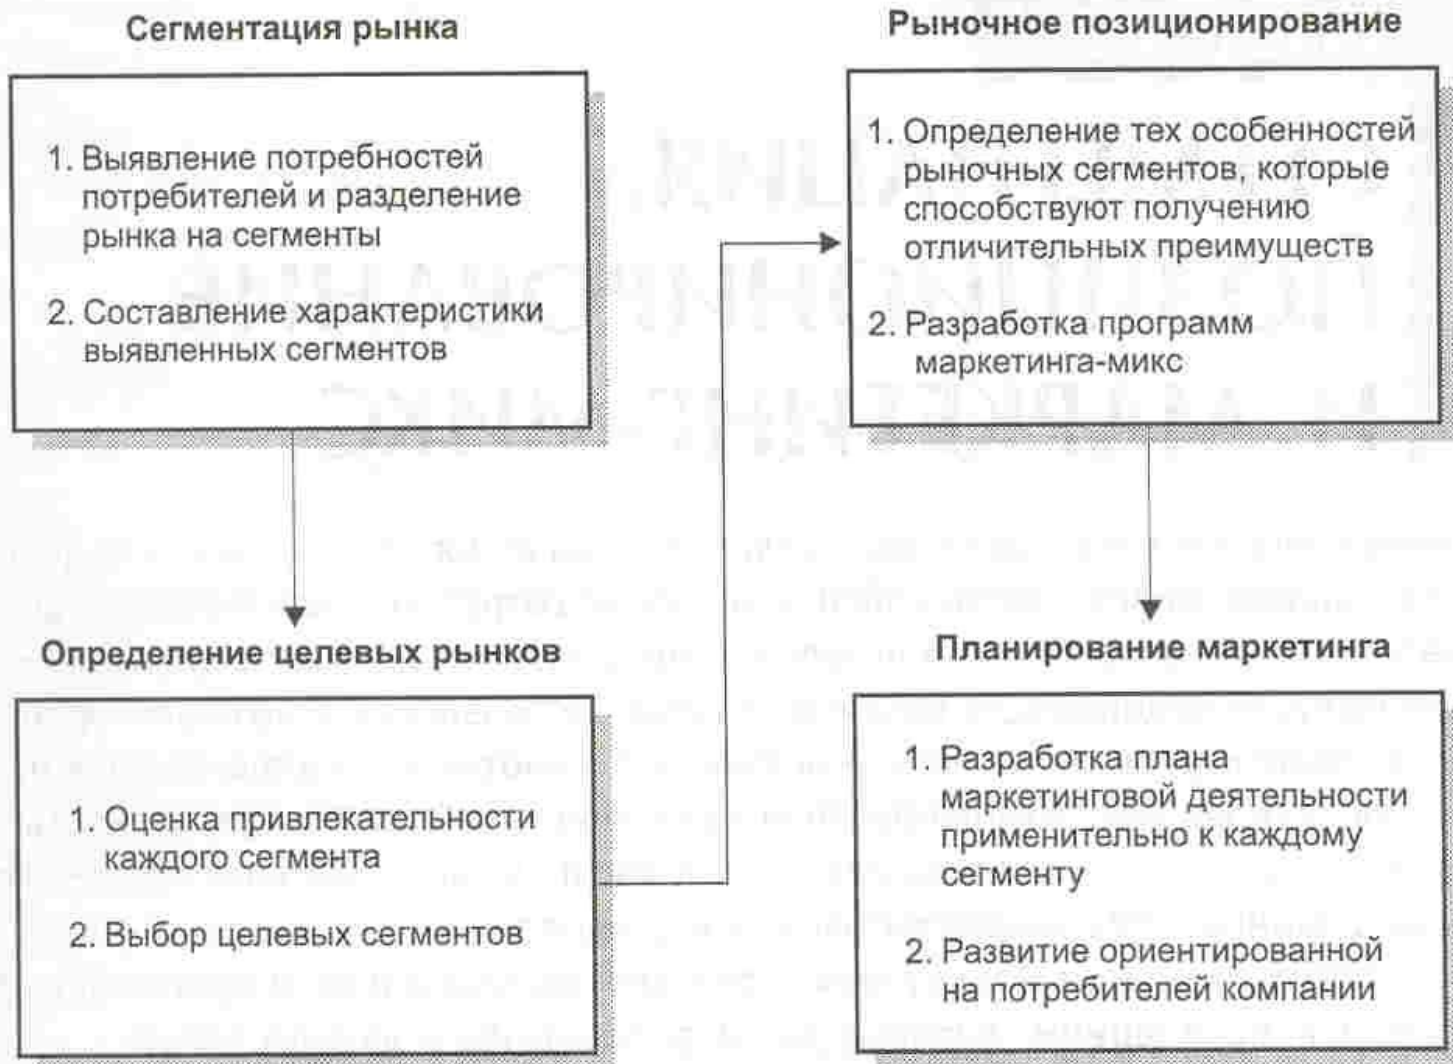 Сегментация рынка
1. Выявление потребностей
потребителей и разделение
рынка на сегменты
2. Составление характеристики
выявленных сегментов
Определение целевых рынков
1. Оценка привлекательности
каждого сегмента
2. Выбор целевых сегментов
Рыночное позиционирование
1. Определение тех особенностей
рыночных сегментов, которые
способствуют получению
отличительных преимуществ
2. Разработка программ
маркетинга-микс
Планирование маркетинга
1. Разработка плана
маркетинговой деятельности
применительно к каждому
сегменту
2. Развитие ориентированной
на потребителей компании